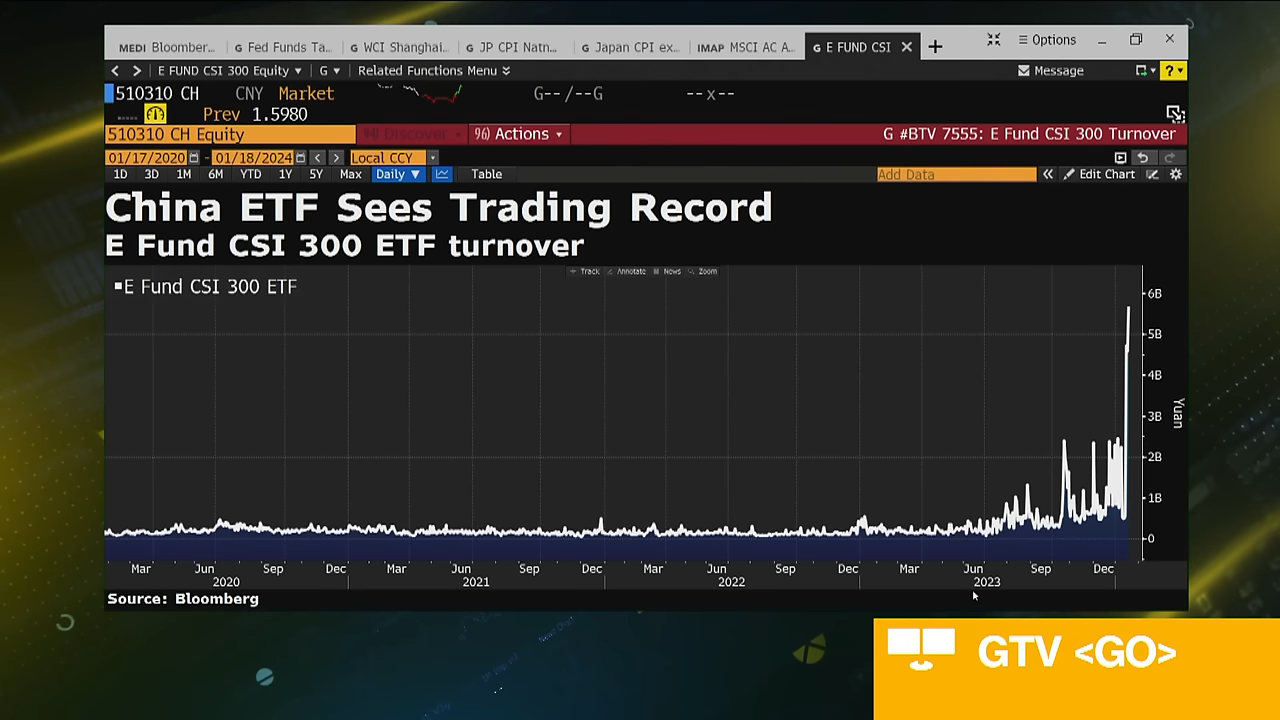 MEDI Bloomber... G Fed Funds Ta... G WCI Shanghai... G JP CPI Natn... G Japan CPI ex... IMAP MSCI AC A... G E FUND CSI × + Options
< > E FUND CSI 300 Equity ▾ G ▾ Related Functions Menu Message ? ▾
510310 CH CNY Market G-- /--G -- x --
Prev 1.5980
510310 CH Equity 96) Actions ▾ G #BTV 7555: E Fund CSI 300 Turnover
01/17/2020 - 01/18/2024 < > Local CCY
1D 3D 1M 6M YTD 1Y 5Y Max Daily ▼ Table Add Data « Edit Chart
China ETF Sees Trading Record
E Fund CSI 300 ETF turnover
Track Annotate News Zoom
E Fund CSI 300 ETF
6B
5B
4B
3B
2B
1B
0
Yuan
Mar Jun Sep Dec Mar Jun Sep Dec Mar Jun Sep Dec Mar Jun Sep Dec
2020 2021 2022 2023
Source: Bloomberg
GTV <GO>